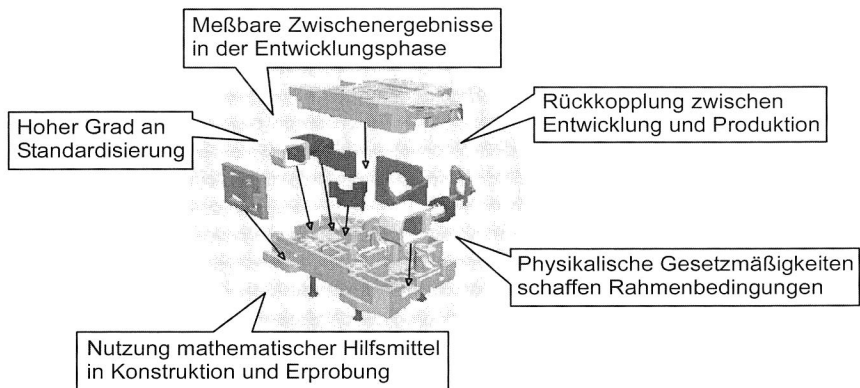 Meßbare Zwischenergebnisse
in der Entwicklungsphase
Rückkopplung zwischen
Entwicklung und Produktion
Hoher Grad an
Standardisierung
Physikalische Gesetzmäßigkeiten
schaffen Rahmenbedingungen
Nutzung mathematischer Hilfsmittel
in Konstruktion und Erprobung